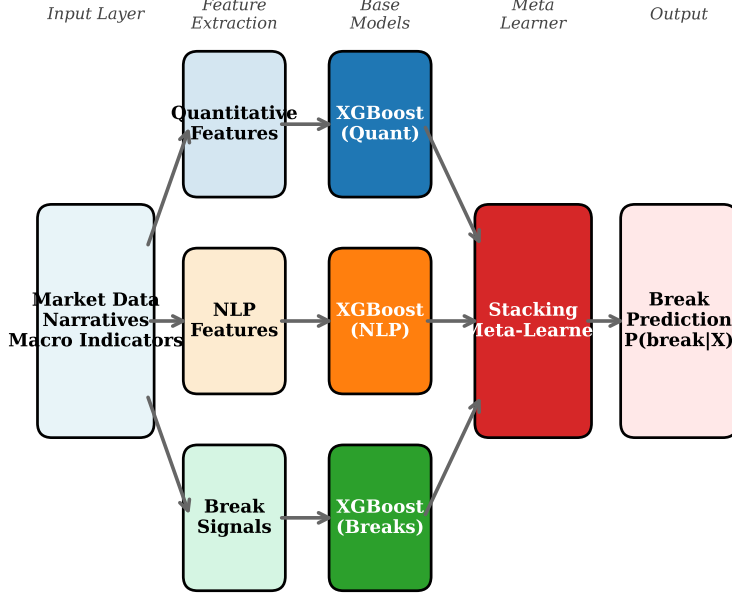 Input Layer
Feature
Extraction
Base
Models
Meta
Learner
Output
Quantitative
Features
XGBoost
(Quant)
Market Data
Narratives
Macro Indicators
NLP
Features
XGBoost
(NLP)
Stacking
Meta-Learner
Break
Prediction
P(break|X)
Break
Signals
XGBoost
(Breaks)